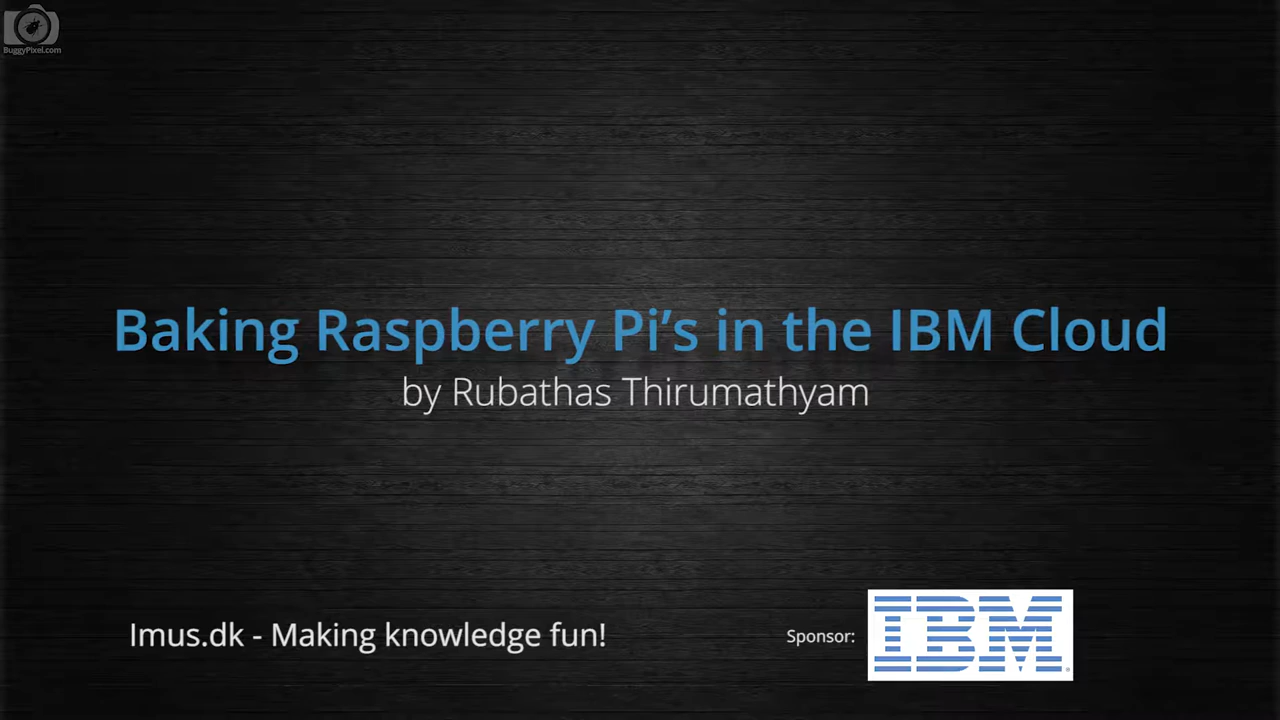 BuggyPixel.com
Baking Raspberry Pi’s in the IBM Cloud
by Rubathas Thirumathyam
Imus.dk - Making knowledge fun!
Sponsor:
IBM®